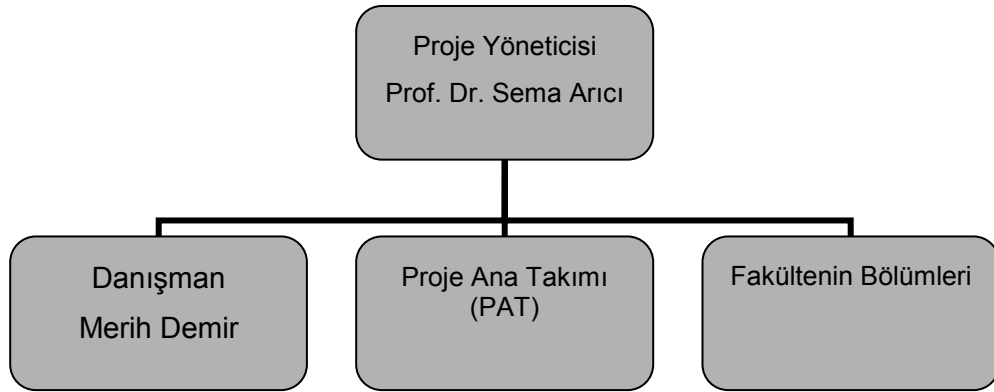 Proje Yöneticisi
Prof. Dr. Sema Arıcı
Danışman
Merih Demir
Proje Ana Takımı
(PAT)
Fakültenin Bölümleri